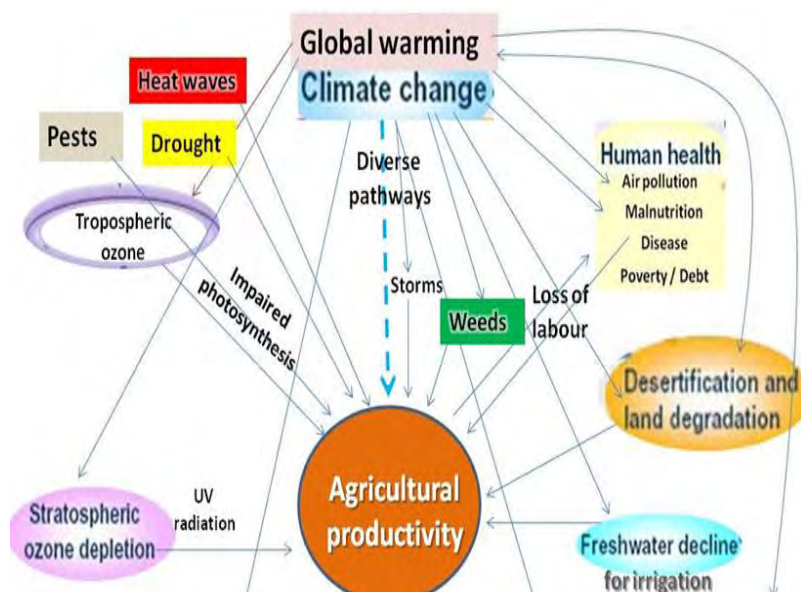 Global warming
Climate change
Heat waves
Pests
Drought
Diverse
pathways
Human health
Air pollution
Malnutrition
Disease
Poverty / Debt
Tropospheric
ozone
Impaired
photosynthesis
Storms
Weeds
Loss of
labour
Desertification and
land degradation
Agricultural
productivity
UV
radiation
Stratospheric
ozone depletion
Freshwater decline
for irrigation